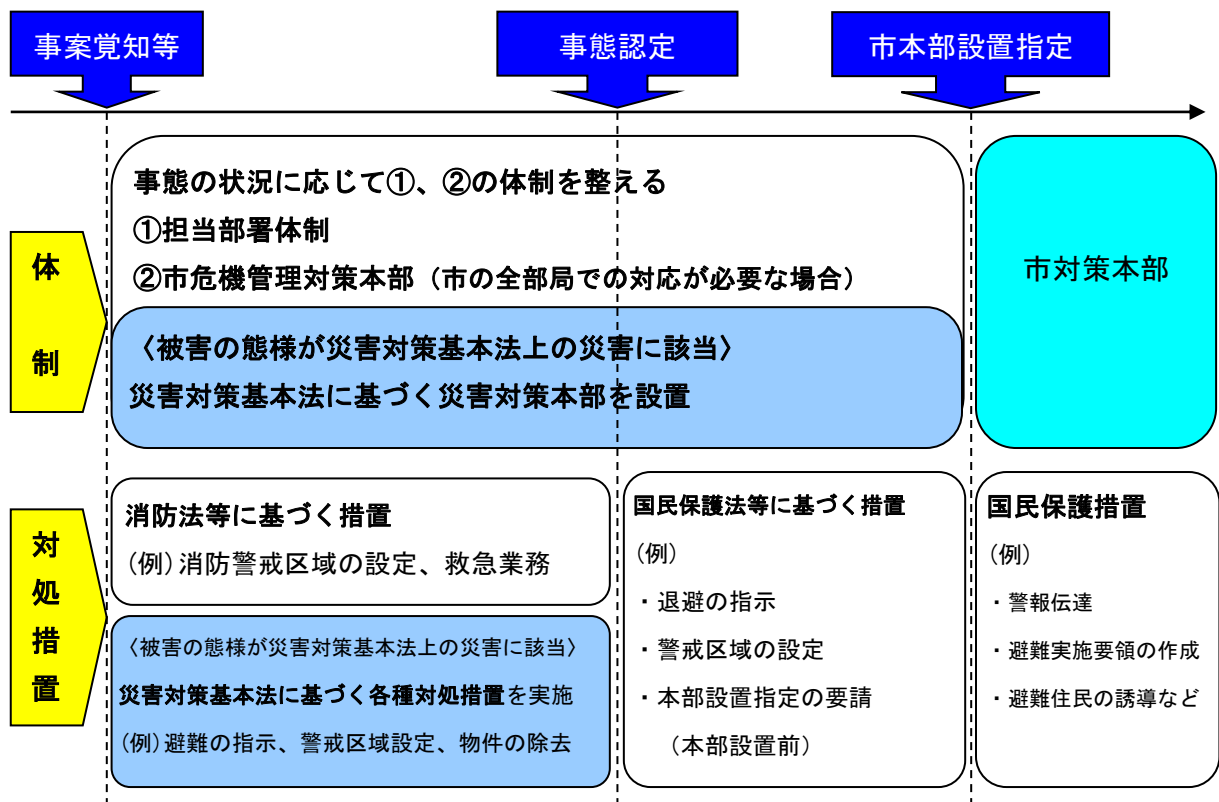 事案覚知等
事態認定
市本部設置指定
体制
事態の状況に応じて①、②の体制を整える
①担当部署体制
②市危機管理対策本部（市の全部局での対応が必要な場合）
〈被害の態様が災害対策基本法上の災害に該当〉
災害対策基本法に基づく災害対策本部を設置
市対策本部
対処措置
消防法等に基づく措置
(例)消防警戒区域の設定、救急業務
〈被害の態様が災害対策基本法上の災害に該当〉
災害対策基本法に基づく各種対処措置を実施
(例)避難の指示、警戒区域設定、物件の除去
国民保護法等に基づく措置
(例)
・退避の指示
・警戒区域の設定
・本部設置指定の要請
（本部設置前）
国民保護措置
(例)
・警報伝達
・避難実施要領の作成
・避難住民の誘導など